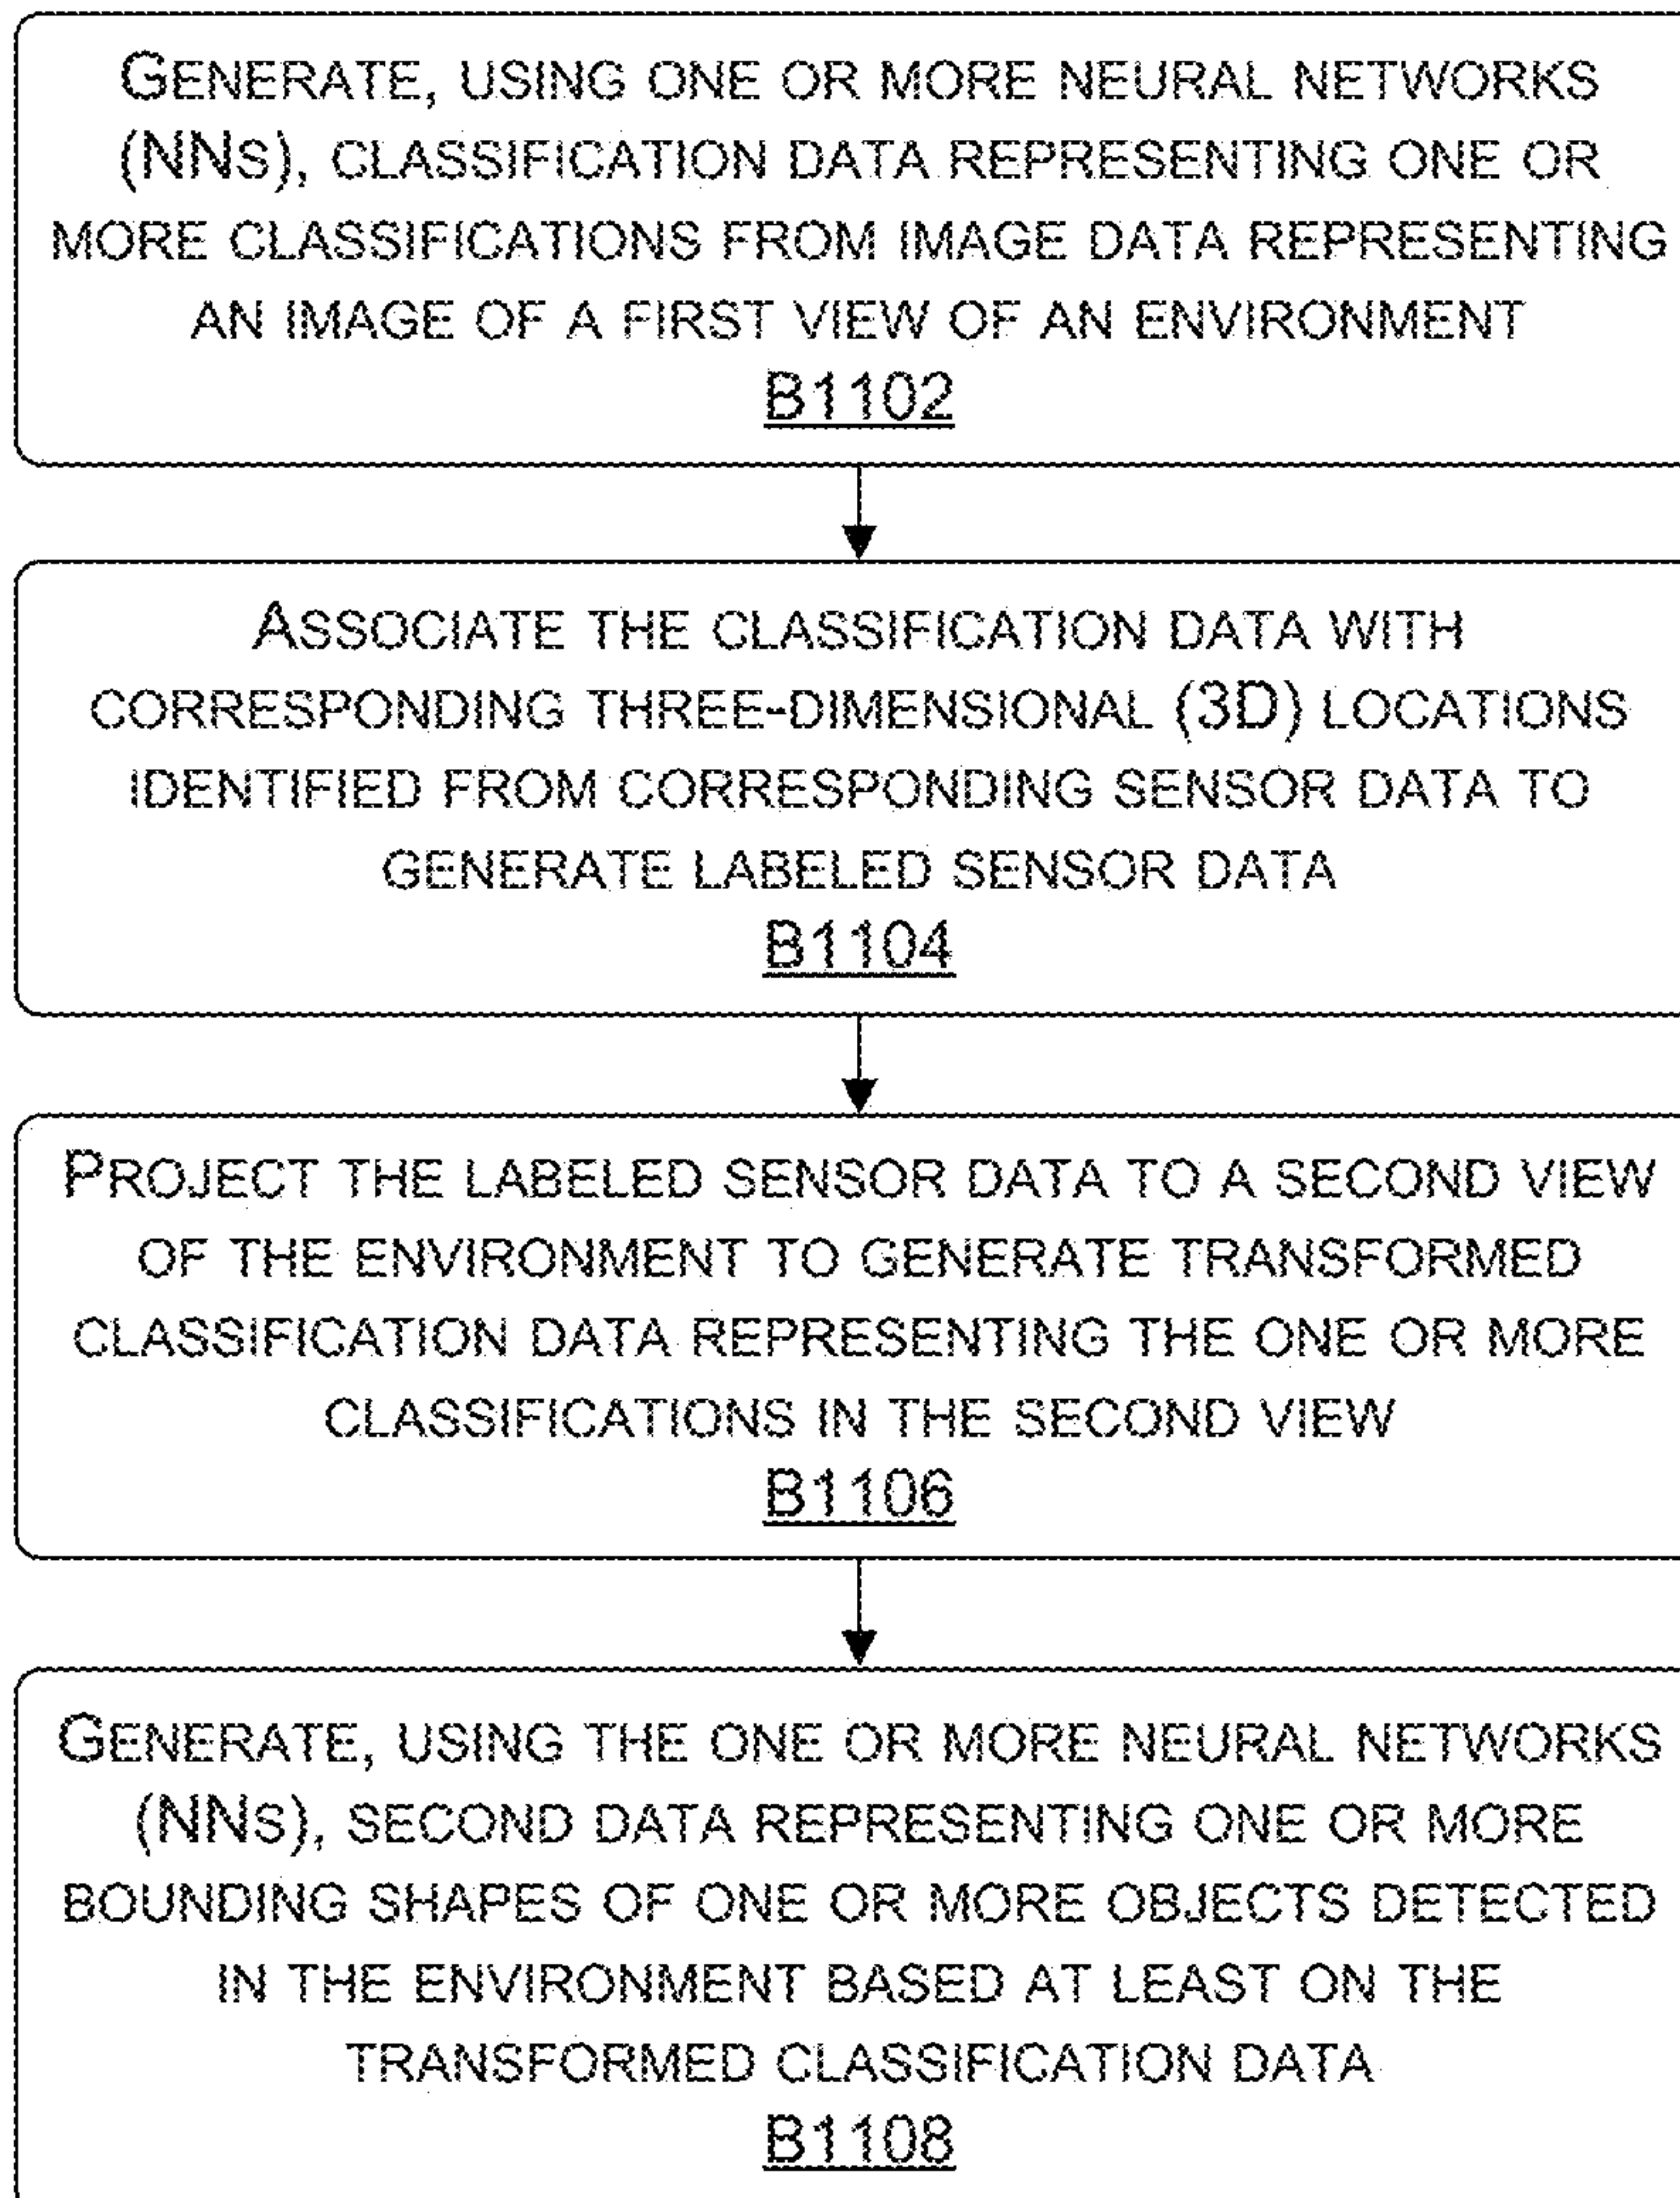 GENERATE, USING ONE OR MORE NEURAL NETWORKS
(NNS), CLASSIFICATION DATA REPRESENTING ONE OR
MORE CLASSIFICATIONS FROM IMAGE DATA REPRESENTING
AN IMAGE OF A FIRST VIEW OF AN ENVIRONMENT
B1102
ASSOCIATE THE CLASSIFICATION DATA WITH
CORRESPONDING THREE-DIMENSIONAL (3D) LOCATIONS
IDENTIFIED FROM CORRESPONDING SENSOR DATA TO
GENERATE LABELED SENSOR DATA
B1104
PROJECT THE LABELED SENSOR DATA TO A SECOND VIEW
OF THE ENVIRONMENT TO GENERATE TRANSFORMED
CLASSIFICATION DATA REPRESENTING THE ONE OR MORE
CLASSIFICATIONS IN THE SECOND VIEW
B1106
GENERATE, USING THE ONE OR MORE NEURAL NETWORKS
(NNS), SECOND DATA REPRESENTING ONE OR MORE
BOUNDING SHAPES OF ONE OR MORE OBJECTS DETECTED
IN THE ENVIRONMENT BASED AT LEAST ON THE
TRANSFORMED CLASSIFICATION DATA
B1108